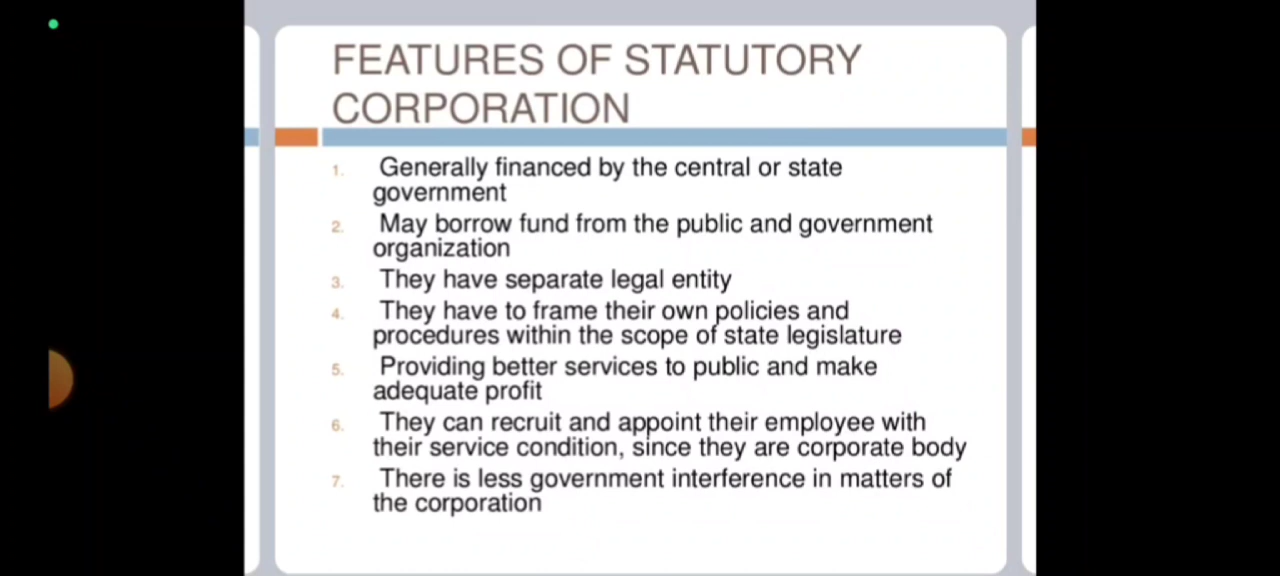 FEATURES OF STATUTORY
CORPORATION
1. Generally financed by the central or state
government
2. May borrow fund from the public and government
organization
3. They have separate legal entity
4. They have to frame their own policies and
procedures within the scope of state legislature
5. Providing better services to public and make
adequate profit
6. They can recruit and appoint their employee with
their service condition, since they are corporate body
7. There is less government interference in matters of
the corporation